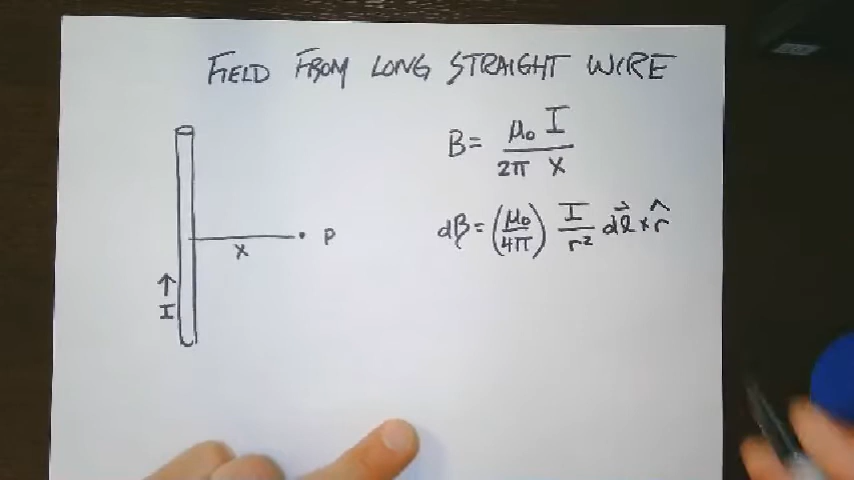 FIELD FROM LONG STRAIGHT WIRE
B = μ₀ I / 2π x
dB = (μ₀ / 4π) I / r² dl⃗ × r̂
x
P
↑
I